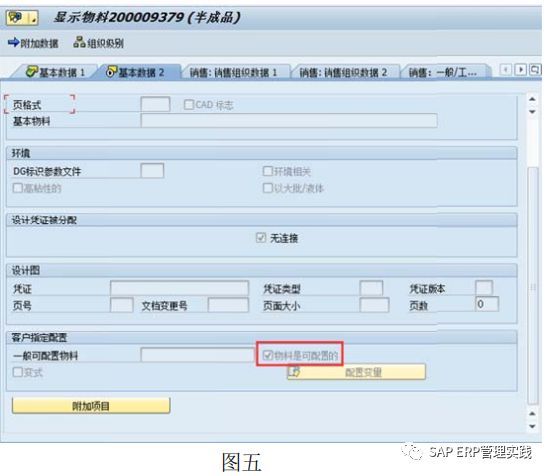 显示物料200009379 (半成品)
附加数据 组织级别
基本数据 1 基本数据 2 销售: 销售组织数据 1 销售: 销售组织数据 2 销售: 一般/工...
页格式 CAD 标志
基本物料
环境
DG标识参数文件 环境相关
高粘性的 以大批/液体
设计凭证被分配
无连接
设计图
凭证 凭证类型 凭证版本
页号 文档变更号 页面大小 页数 0
客户指定配置
一般可配置物料 物料是可配置的
变式 配置变量
附加项目
SAP ERP管理实践
图五